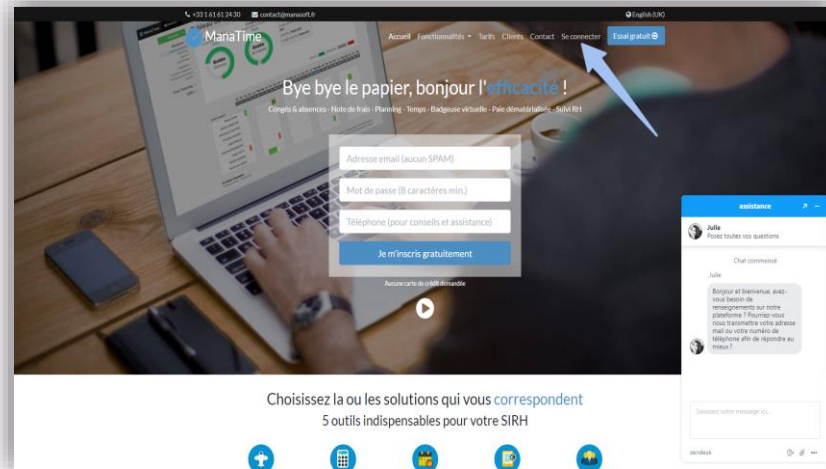 +33 1 61 61 24 30 contact@manasoft.fr English (UK)
ManaTime Accueil Fonctionnalités Tarifs Clients Contact Se connecter Essai gratuit
Bye bye le papier, bonjour l'efficacité !
Congés & absences - Note de frais - Planning - Temps - Badgeuse virtuelle - Paie dématérialisée - Suivi RH
Adresse email (aucun SPAM)
Mot de passe (8 caractères min.)
Téléphone (pour conseils et assistance)
Je m'inscris gratuitement
Aucune carte de crédit demandée
Choisissez la ou les solutions qui vous correspondent
5 outils indispensables pour votre SIRH
assistance
Julie
Posez toutes vos questions
Chat commencé
Julie
Bonjour et bienvenue, avez-
vous besoin de
renseignements sur notre
plateforme ? Pourriez-vous
nous transmettre votre adresse
mail ou votre numéro de
téléphone afin de répondre au
mieux ?
Saisissez votre message ici...
zendesk